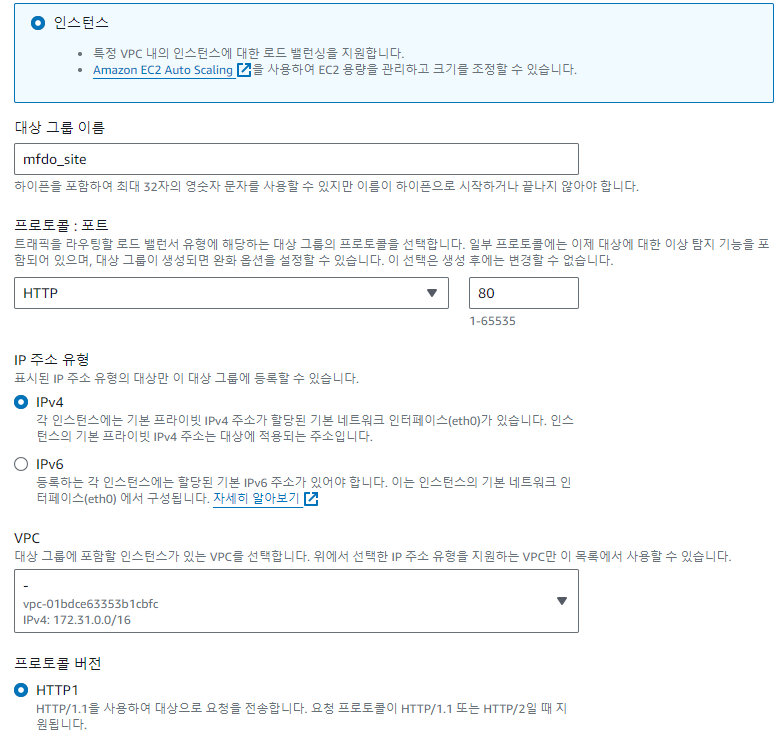 인스턴스
특정 VPC 내의 인스턴스에 대한 로드 밸런싱을 지원합니다.
Amazon EC2 Auto Scaling 을 사용하여 EC2 용량을 관리하고 크기를 조정할 수 있습니다.
대상 그룹 이름
mfdo_site
하이픈을 포함하여 최대 32자의 영숫자 문자를 사용할 수 있지만 이름이 하이픈으로 시작하거나 끝나지 않아야 합니다.
프로토콜 : 포트
트래픽을 라우팅할 로드 밸런서 유형에 해당하는 대상 그룹의 프로토콜을 선택합니다. 일부 프로토콜에는 이제 대상에 대한 이상 탐지 기능을 포
함되어 있으며, 대상 그룹이 생성되면 완화 옵션을 설정할 수 있습니다. 이 선택은 생성 후에는 변경할 수 없습니다.
HTTP 80
1-65535
IP 주소 유형
표시된 IP 주소 유형의 대상만 이 대상 그룹에 등록할 수 있습니다.
IPv4
각 인스턴스에는 기본 프라이빗 IPv4 주소가 할당된 기본 네트워크 인터페이스(eth0)가 있습니다. 인스
턴스의 기본 프라이빗 IPv4 주소는 대상에 적용되는 주소입니다.
IPv6
등록하는 각 인스턴스에는 할당된 기본 IPv6 주소가 있어야 합니다. 이는 인스턴스의 기본 네트워크 인
터페이스(eth0) 에서 구성됩니다. 자세히 알아보기
VPC
대상 그룹에 포함할 인스턴스가 있는 VPC를 선택합니다. 위에서 선택한 IP 주소 유형을 지원하는 VPC만 이 목록에서 사용할 수 있습니다.
-
vpc-01bdce63353b1cbfc
IPv4: 172.31.0.0/16
프로토콜 버전
HTTP1
HTTP/1.1을 사용하여 대상으로 요청을 전송합니다. 요청 프로토콜이 HTTP/1.1 또는 HTTP/2일 때 지
원됩니다.